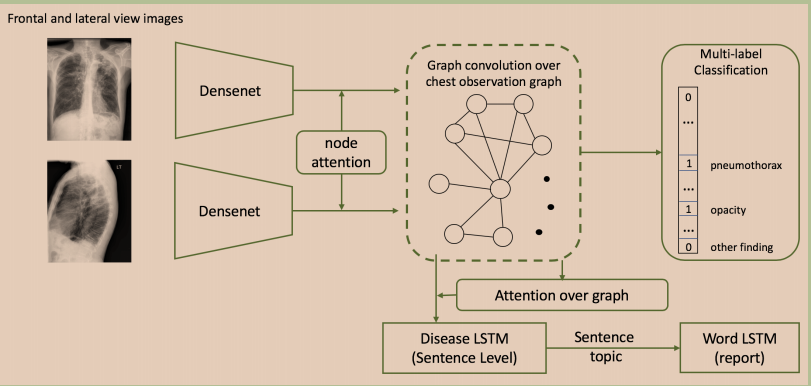 Frontal and lateral view images
Densenet
node
attention
Densenet
Graph convolution over
chest observation graph
Multi-label
Classification
0
...
1 pneumothorax
...
1 opacity
...
0 other finding
Attention over graph
Disease LSTM
(Sentence Level)
Sentence
topic
Word LSTM
(report)